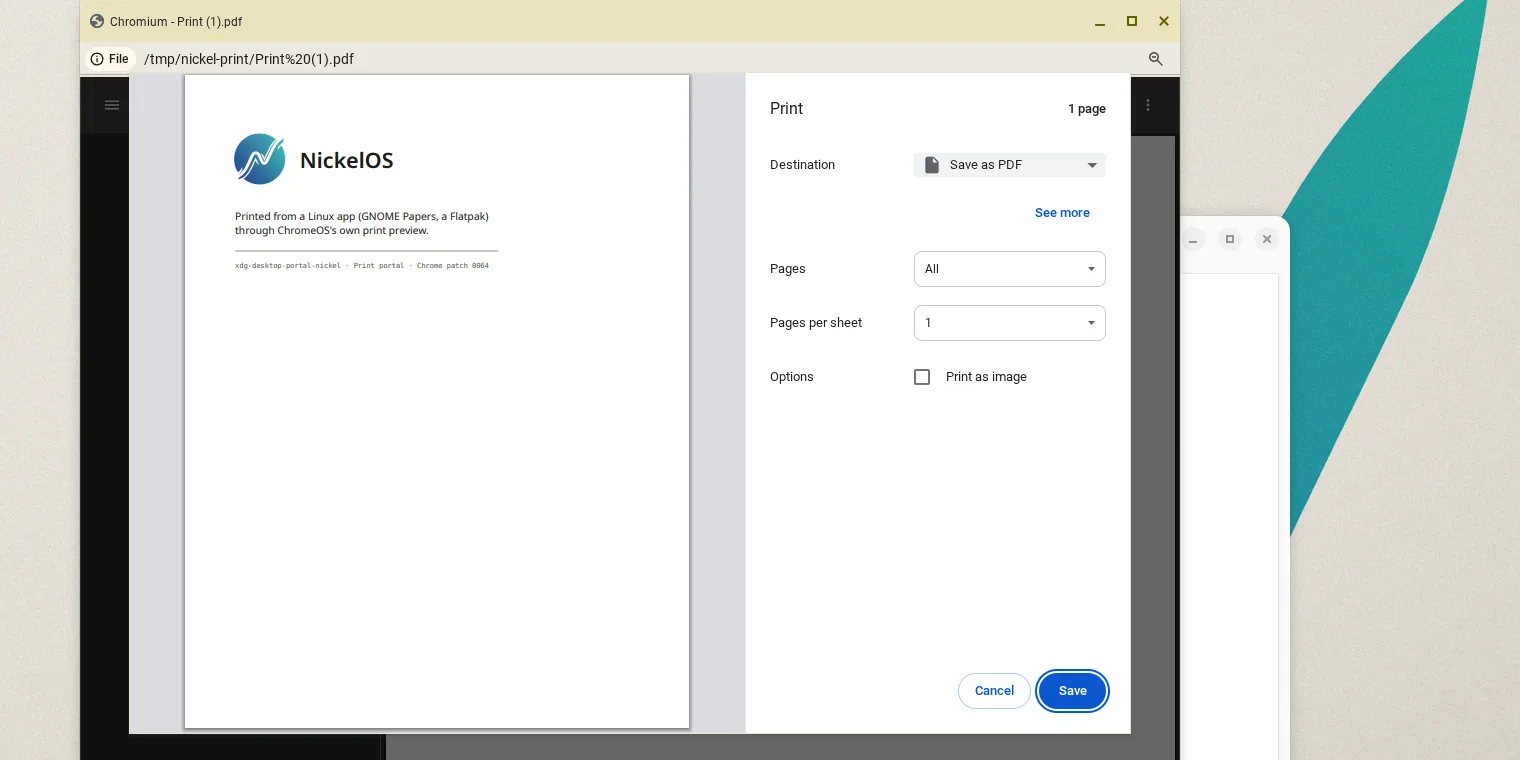 Chromium - Print (1).pdf
File /tmp/nickel-print/Print%20(1).pdf
NickelOS
Printed from a Linux app (GNOME Papers, a Flatpak)
through ChromeOS's own print preview.
xdg-desktop-portal-nickel · Print portal · Chrome patch 0064
Print
1 page
Destination
Save as PDF
See more
Pages
All
Pages per sheet
1
Options
Print as image
Cancel
Save